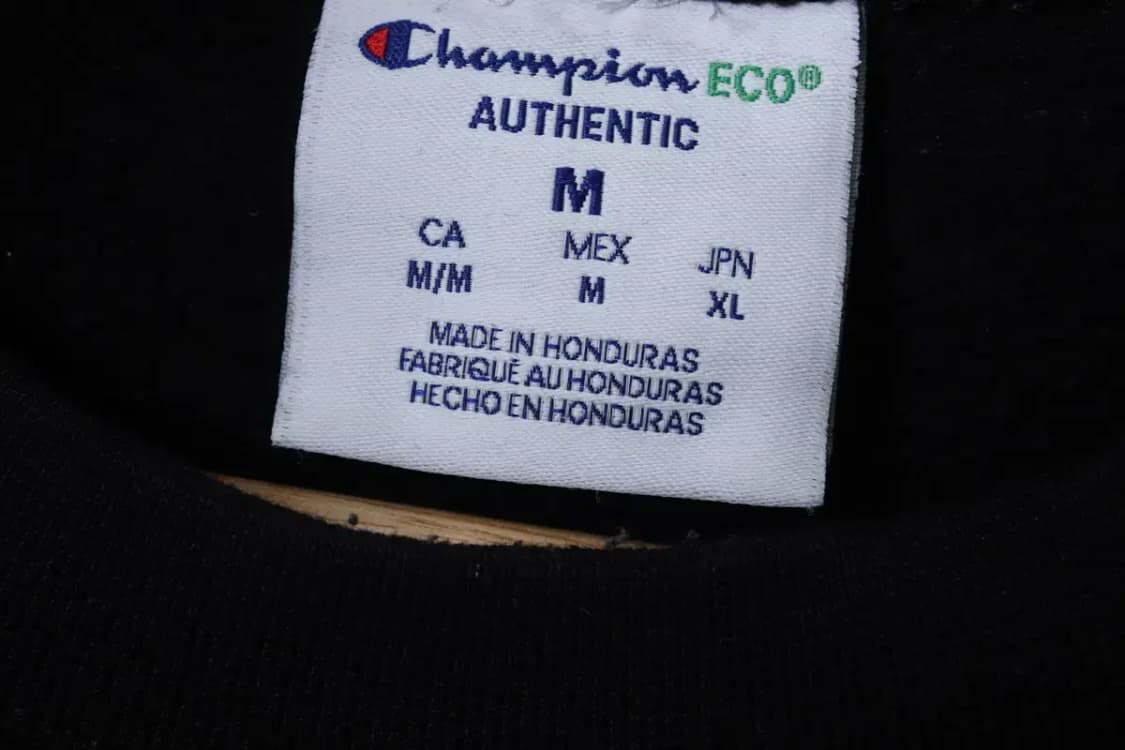 Champion ECO®
AUTHENTIC
M
CA MEX JPN
M/M M XL
MADE IN HONDURAS
FABRIQUÉ AU HONDURAS
HECHO EN HONDURAS